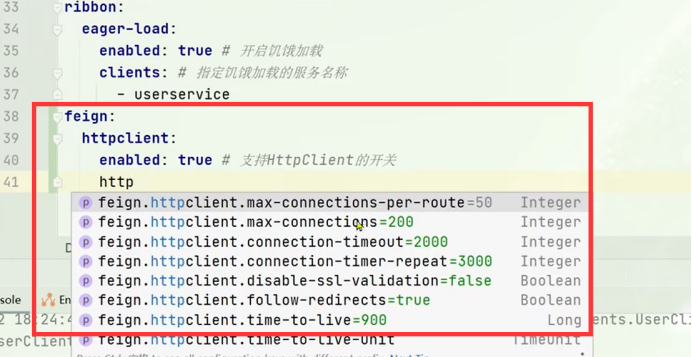 33 ribbon:
34 eager-load:
35 enabled: true # 开启饥饿加载
36 clients: # 指定饥饿加载的服务名称
37 - userservice
38 feign:
39 httpclient:
40 enabled: true # 支持HttpClient的开关
41 http
p feign.httpclient.max-connections-per-route=50 Integer
p feign.httpclient.max-connections=200 Integer
p feign.httpclient.connection-timeout=2000 Integer
p feign.httpclient.connection-timer-repeat=3000 Integer
p feign.httpclient.disable-ssl-validation=false Boolean
p feign.httpclient.follow-redirects=true Boolean
sole En
p feign.httpclient.time-to-live=900 Long
2 18:24:4 ents.UserCli
p feign.httpclient.time-to-live-unit TimeUnit
serClien